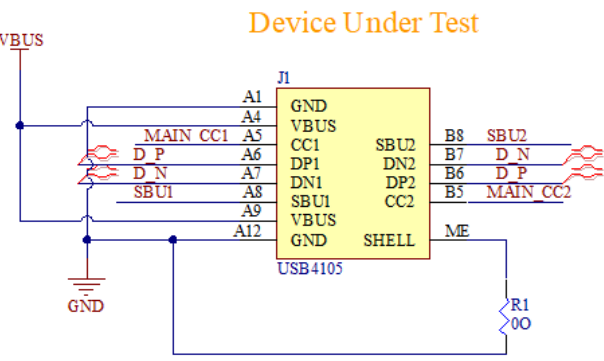 Device Under Test
VBUS
J1
A1 GND
A4 VBUS
MAIN_CC1 A5 CC1 SBU2 B8 SBU2
D_P A6 DP1 DN2 B7 D_N
D_N A7 DN1 DP2 B6 D_P
SBU1 A8 SBU1 CC2 B5 MAIN_CC2
A9 VBUS
A12 GND SHELL ME
USB4105
GND
R1
0O